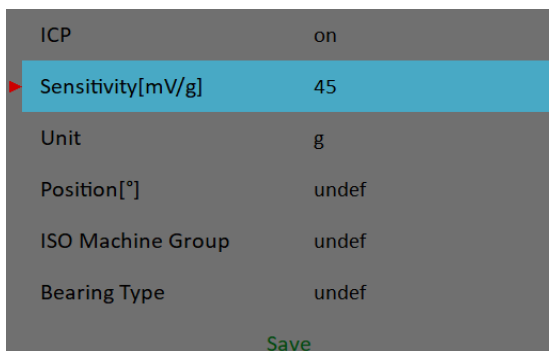 ICP on
Sensitivity[mV/g] 45
Unit g
Position[°] undef
ISO Machine Group undef
Bearing Type undef
Save